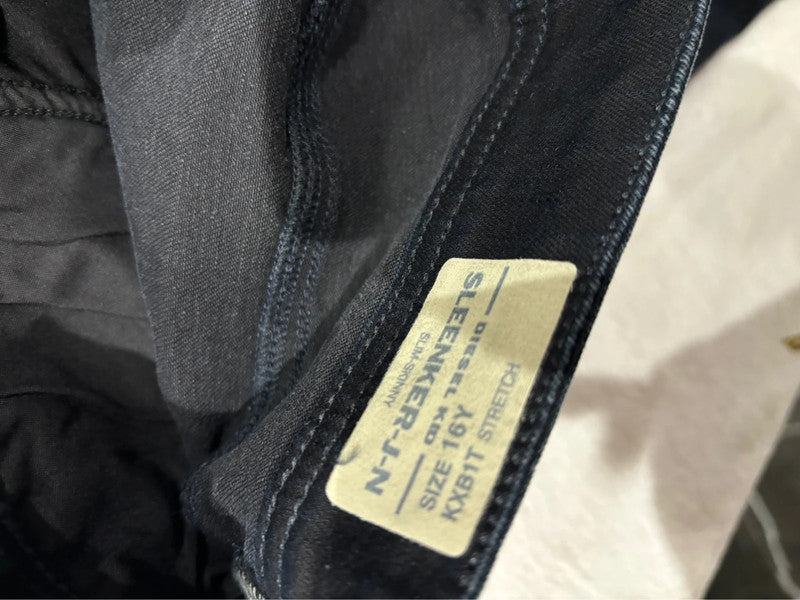 DIESEL KID
SLEENKER-J-N
SLIM-SKINNY
SIZE 16Y
KXB1T STRETCH